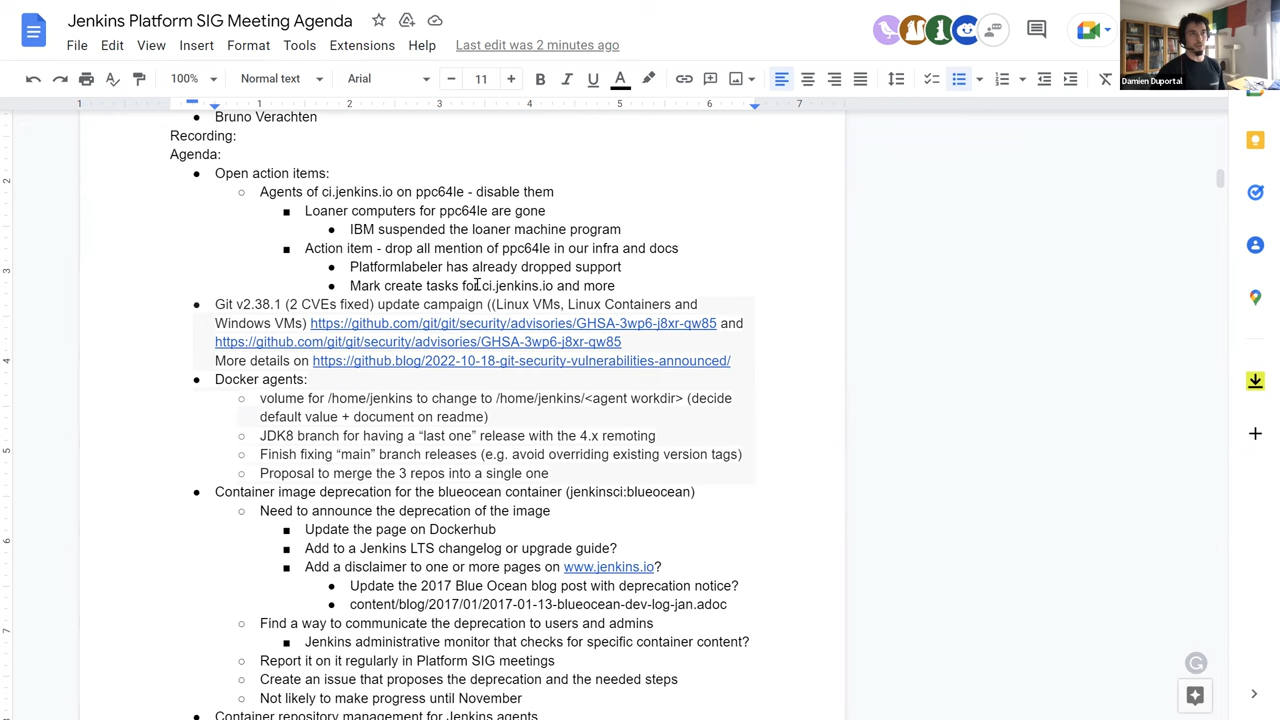 Jenkins Platform SIG Meeting Agenda
File Edit View Insert Format Tools Extensions Help Last edit was 2 minutes ago
100% Normal text Arial 11 B I U A
Damien Duportal
1 1 2 3 4 5 6 7
Bruno Verachten
Recording:
Agenda:
Open action items:
Agents of ci.jenkins.io on ppc64le - disable them
Loaner computers for ppc64le are gone
IBM suspended the loaner machine program
Action item - drop all mention of ppc64le in our infra and docs
Platformlabeler has already dropped support
Mark create tasks for ci.jenkins.io and more
Git v2.38.1 (2 CVEs fixed) update campaign ((Linux VMs, Linux Containers and
Windows VMs) https://github.com/git/git/security/advisories/GHSA-3wp6-j8xr-qw85 and
https://github.com/git/git/security/advisories/GHSA-3wp6-j8xr-qw85
More details on https://github.blog/2022-10-18-git-security-vulnerabilities-announced/
Docker agents:
volume for /home/jenkins to change to /home/jenkins/<agent workdir> (decide
default value + document on readme)
JDK8 branch for having a “last one” release with the 4.x remoting
Finish fixing “main” branch releases (e.g. avoid overriding existing version tags)
Proposal to merge the 3 repos into a single one
Container image deprecation for the blueocean container (jenkinsci:blueocean)
Need to announce the deprecation of the image
Update the page on Dockerhub
Add to a Jenkins LTS changelog or upgrade guide?
Add a disclaimer to one or more pages on www.jenkins.io?
Update the 2017 Blue Ocean blog post with deprecation notice?
content/blog/2017/01/2017-01-13-blueocean-dev-log-jan.adoc
Find a way to communicate the deprecation to users and admins
Jenkins administrative monitor that checks for specific container content?
Report it on it regularly in Platform SIG meetings
Create an issue that proposes the deprecation and the needed steps
Not likely to make progress until November
Container repository management for Jenkins agents
2
3
4
5
6
7